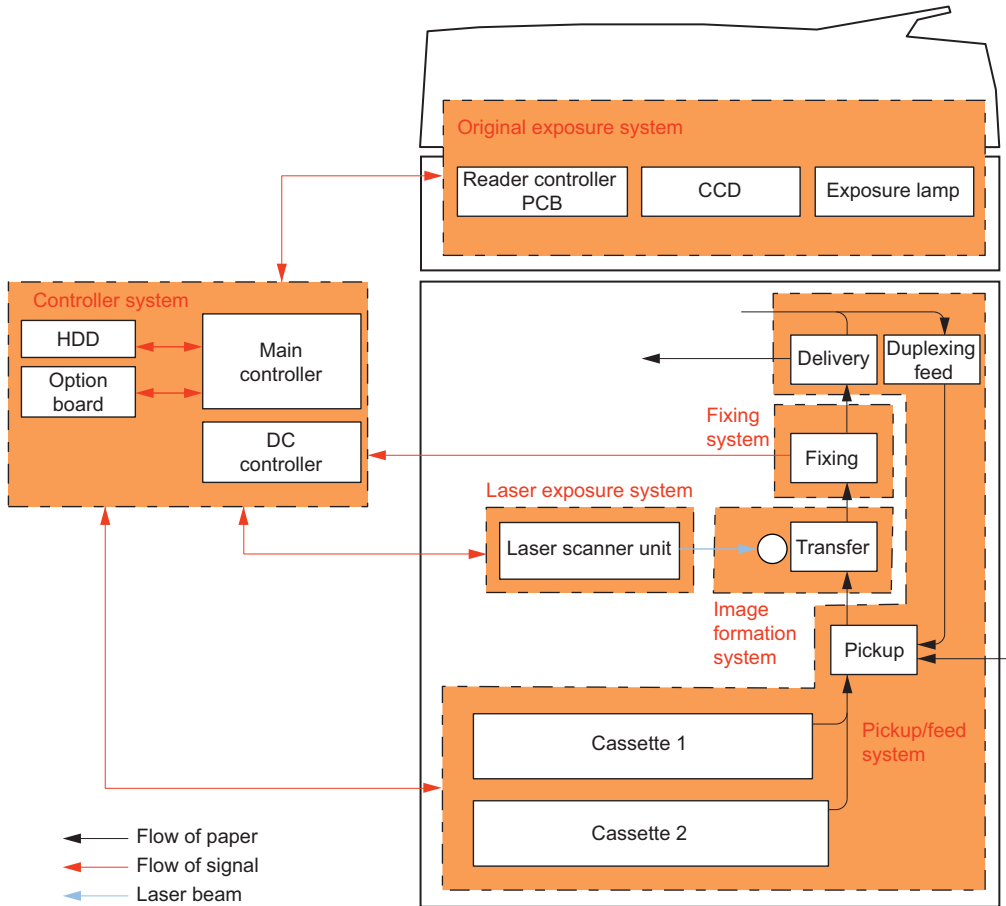 Original exposure system
Reader controller
PCB
CCD
Exposure lamp
Controller system
HDD
Option
board
Main
controller
DC
controller
Delivery
Duplexing
feed
Fixing
system
Fixing
Laser exposure system
Laser scanner unit
Transfer
Image
formation
system
Pickup
Pickup/feed
system
Cassette 1
Cassette 2
Flow of paper
Flow of signal
Laser beam